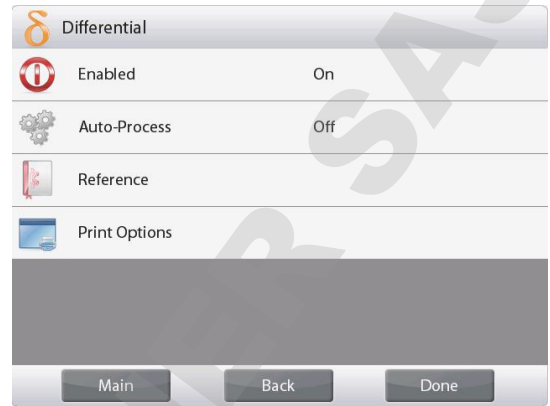 δ Differential
Enabled On
Auto-Process Off
Reference
Print Options
Main Back Done